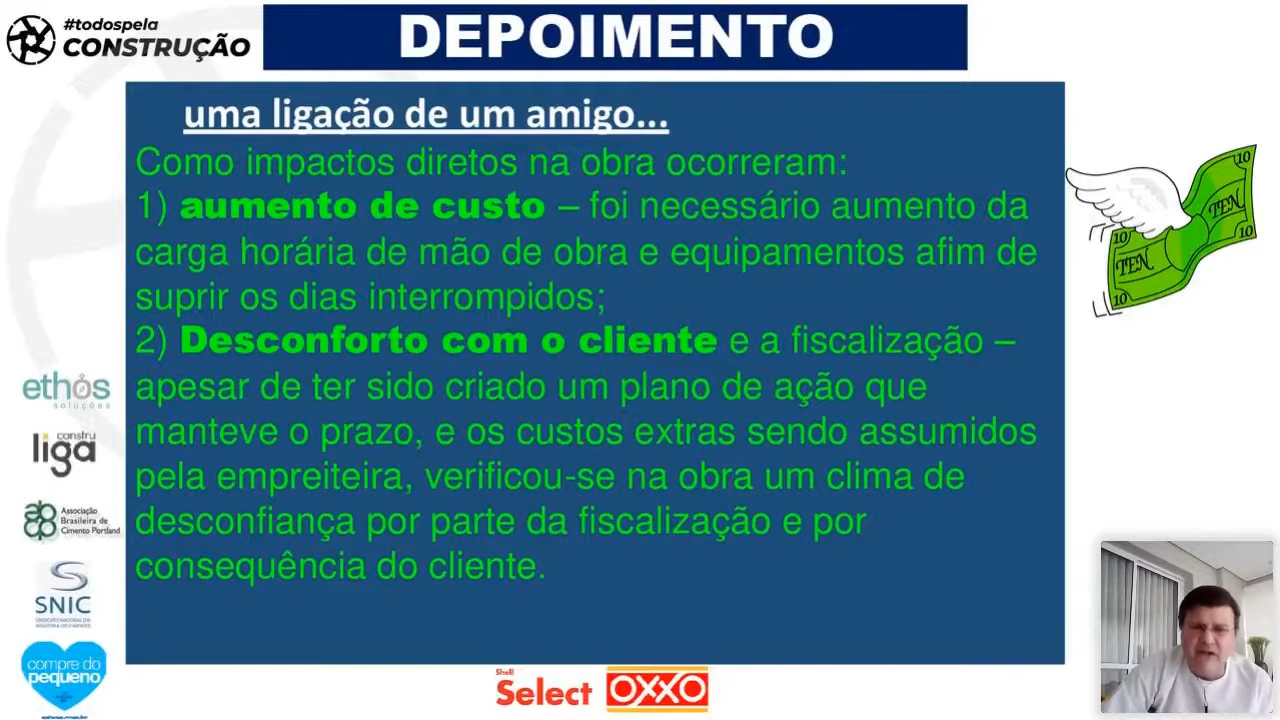 #todospela
CONSTRUÇÃO
DEPOIMENTO
uma ligação de um amigo...
Como impactos diretos na obra ocorreram:
1) aumento de custo – foi necessário aumento da
carga horária de mão de obra e equipamentos afim de
suprir os dias interrompidos;
2) Desconforto com o cliente e a fiscalização –
apesar de ter sido criado um plano de ação que
manteve o prazo, e os custos extras sendo assumidos
pela empreiteira, verificou-se na obra um clima de
desconfiança por parte da fiscalização e por
consequência do cliente.
10
TEN
10
10
TEN
10
ethos
soluções
constru
liga
Associação
Brasileira de
Cimento Portland
SNIC
compre do
pequeno
Shell
Select
OXXO